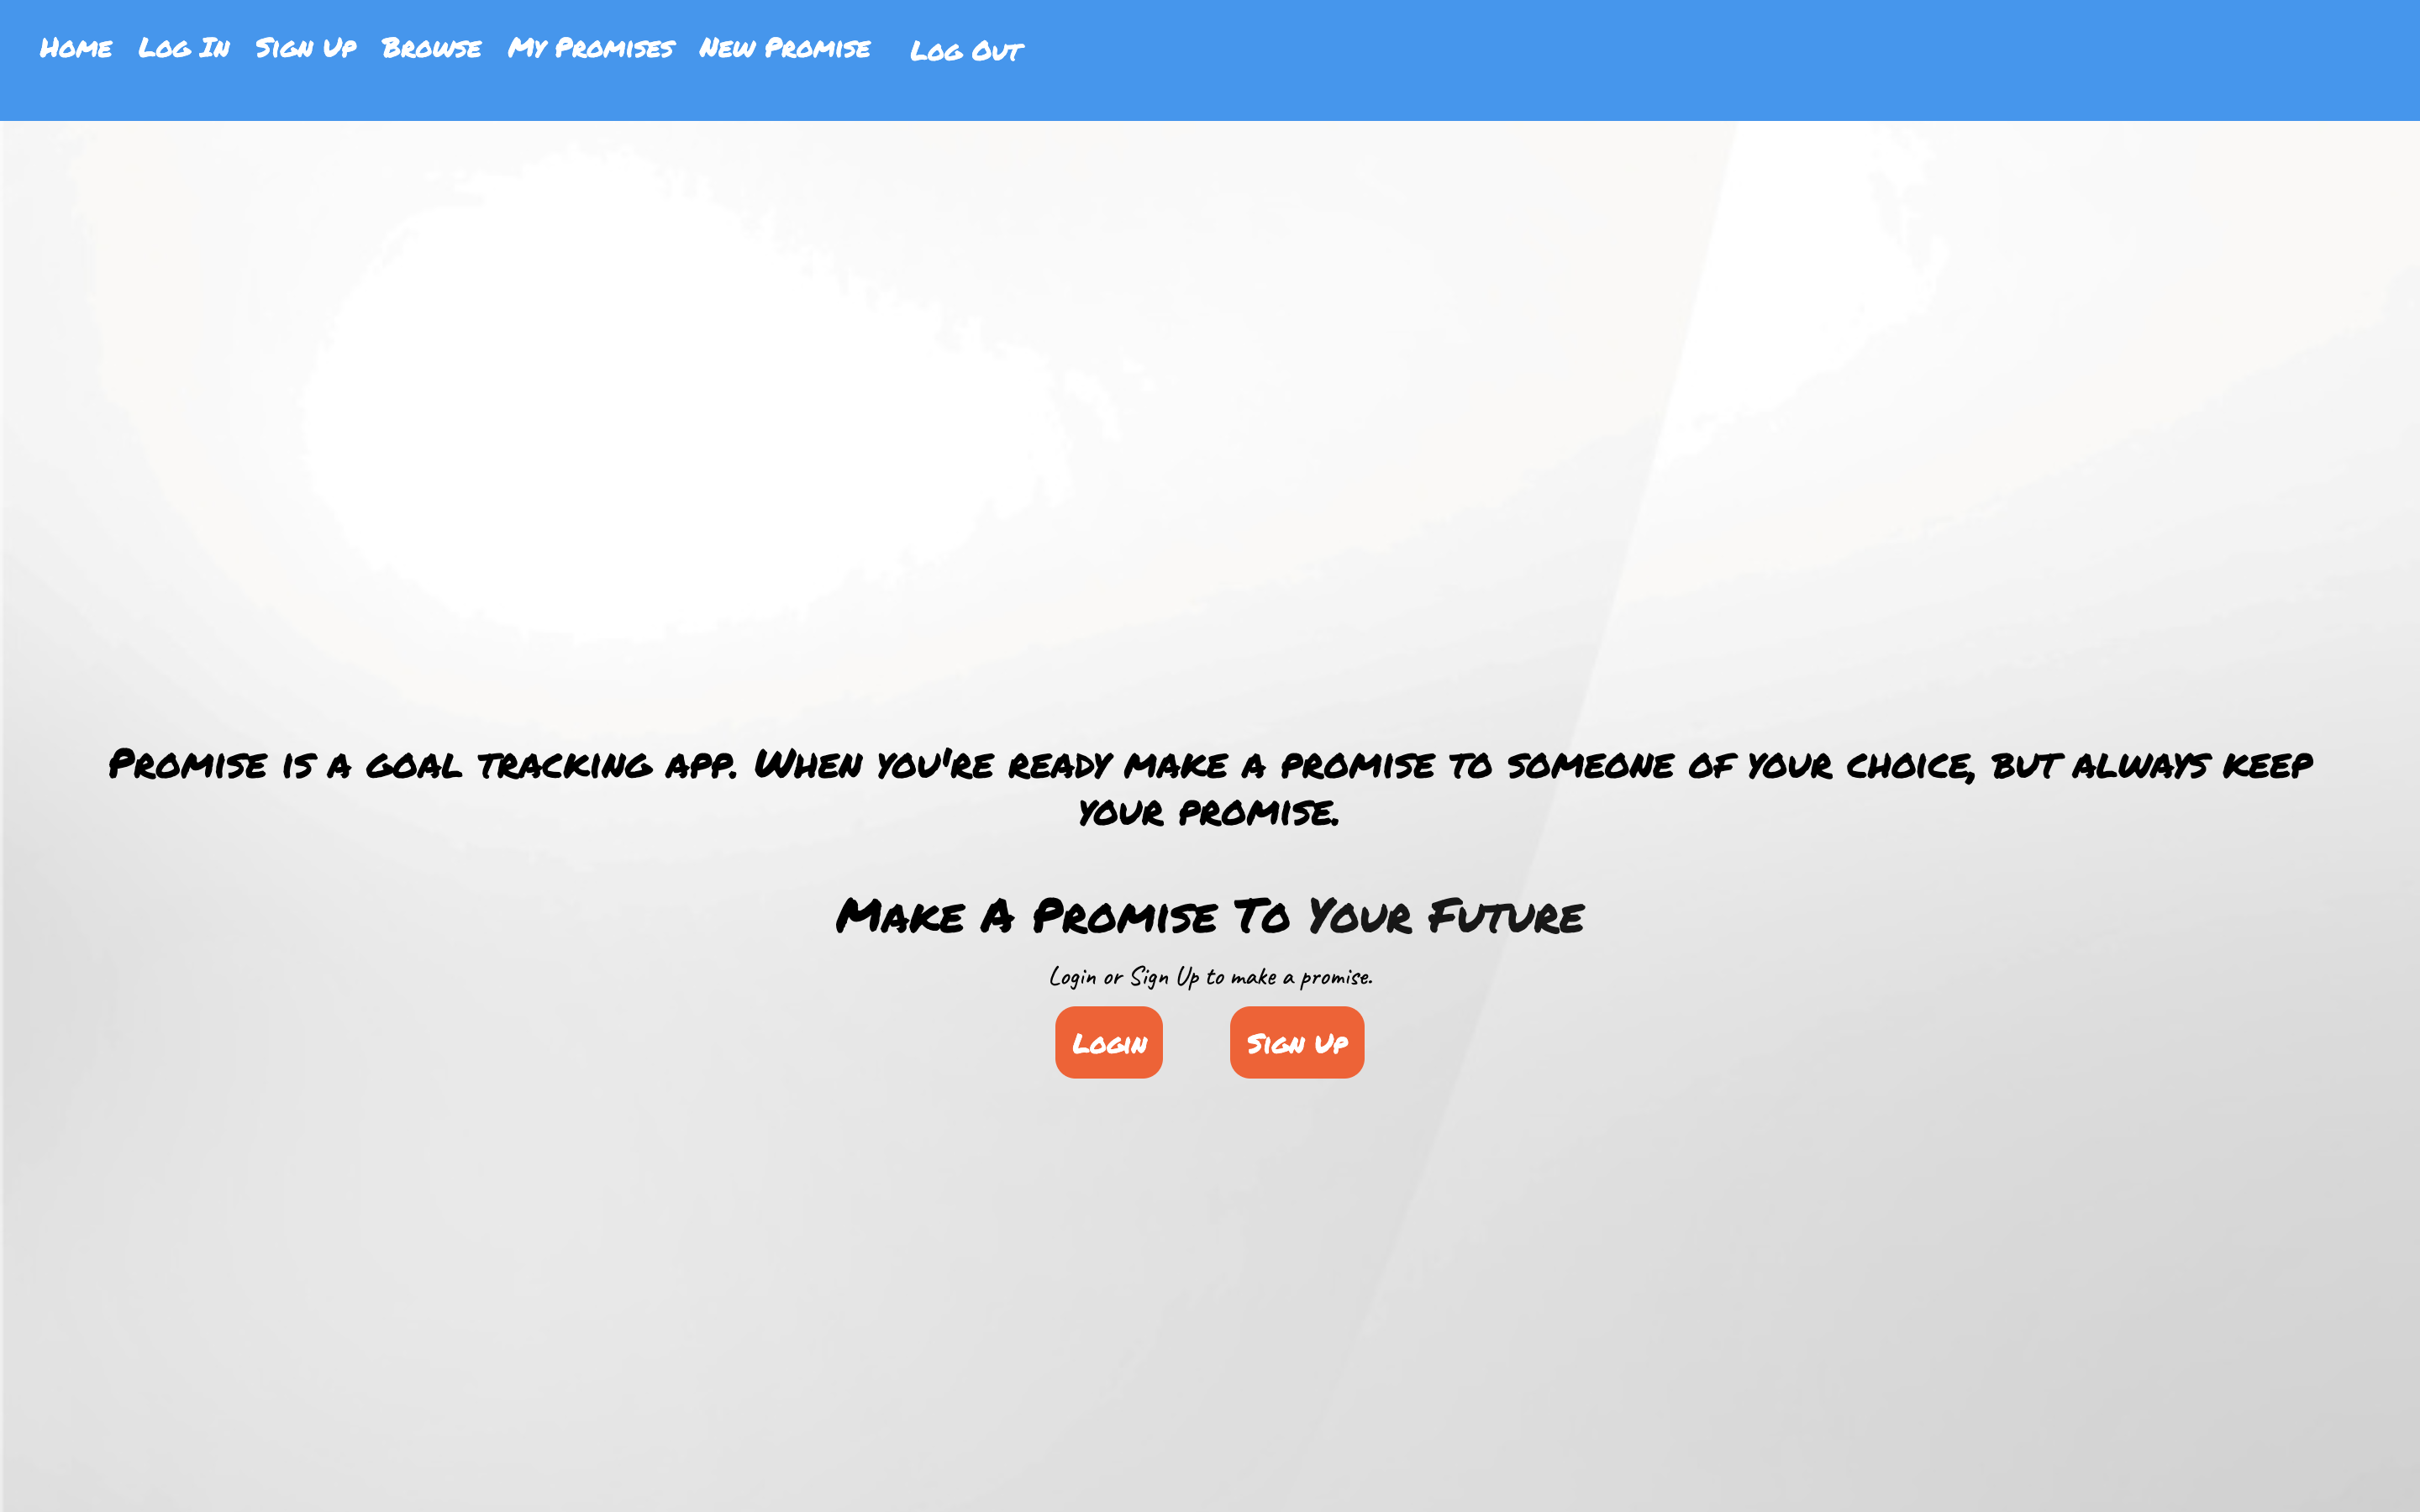 Home Log In Sign Up Browse My Promises New Promise Log Out
Promise is a goal tracking app. When you're ready make a promise to someone of your choice, but always keep
your promise.
Make A Promise To Your Future
Login or Sign Up to make a promise.
Login Sign Up